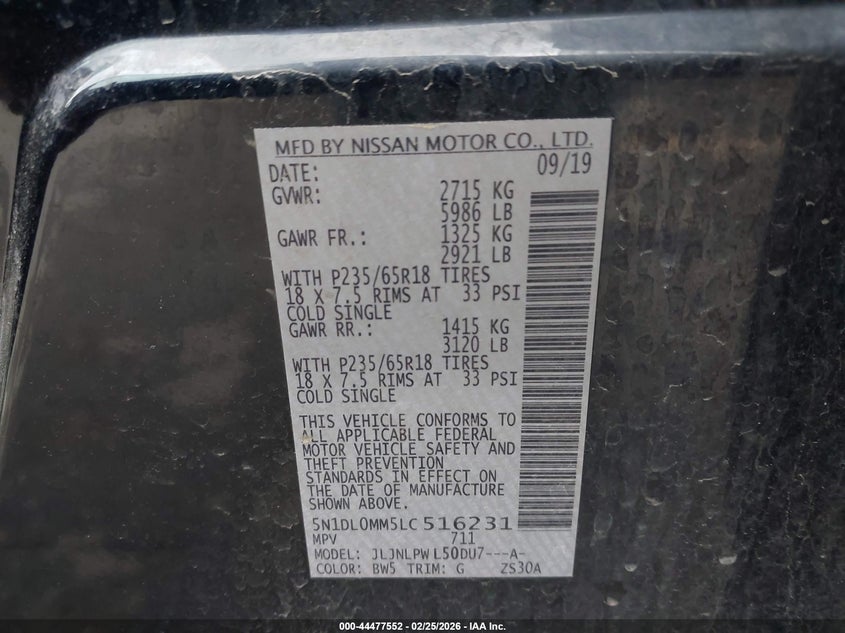 MFD BY NISSAN MOTOR CO., LTD.
DATE: 09/19
GVWR: 2715 KG
5986 LB
GAWR FR.: 1325 KG
2921 LB
WITH P235/65R18 TIRES
18 X 7.5 RIMS AT 33 PSI
COLD SINGLE
GAWR RR.: 1415 KG
3120 LB
WITH P235/65R18 TIRES
18 X 7.5 RIMS AT 33 PSI
COLD SINGLE
THIS VEHICLE CONFORMS TO
ALL APPLICABLE FEDERAL
MOTOR VEHICLE SAFETY AND
THEFT PREVENTION
STANDARDS IN EFFECT ON
THE DATE OF MANUFACTURE
SHOWN ABOVE.
5N1DL0MM5LC516231
MPV 711
MODEL: JLJNLPW L50DU7---A-
COLOR: BW5 TRIM: G ZS30A
000-44477552 - 02/25/2026 - IAA Inc.